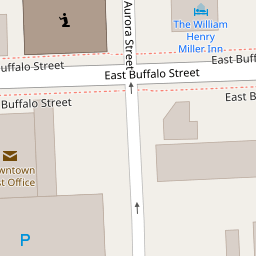 The William
Henry
Miller Inn
Aurora Street
Buffalo Street
East Buffalo Street
East Buffalo Street
Buffalo Street
East B
Downtown
Post Office
P